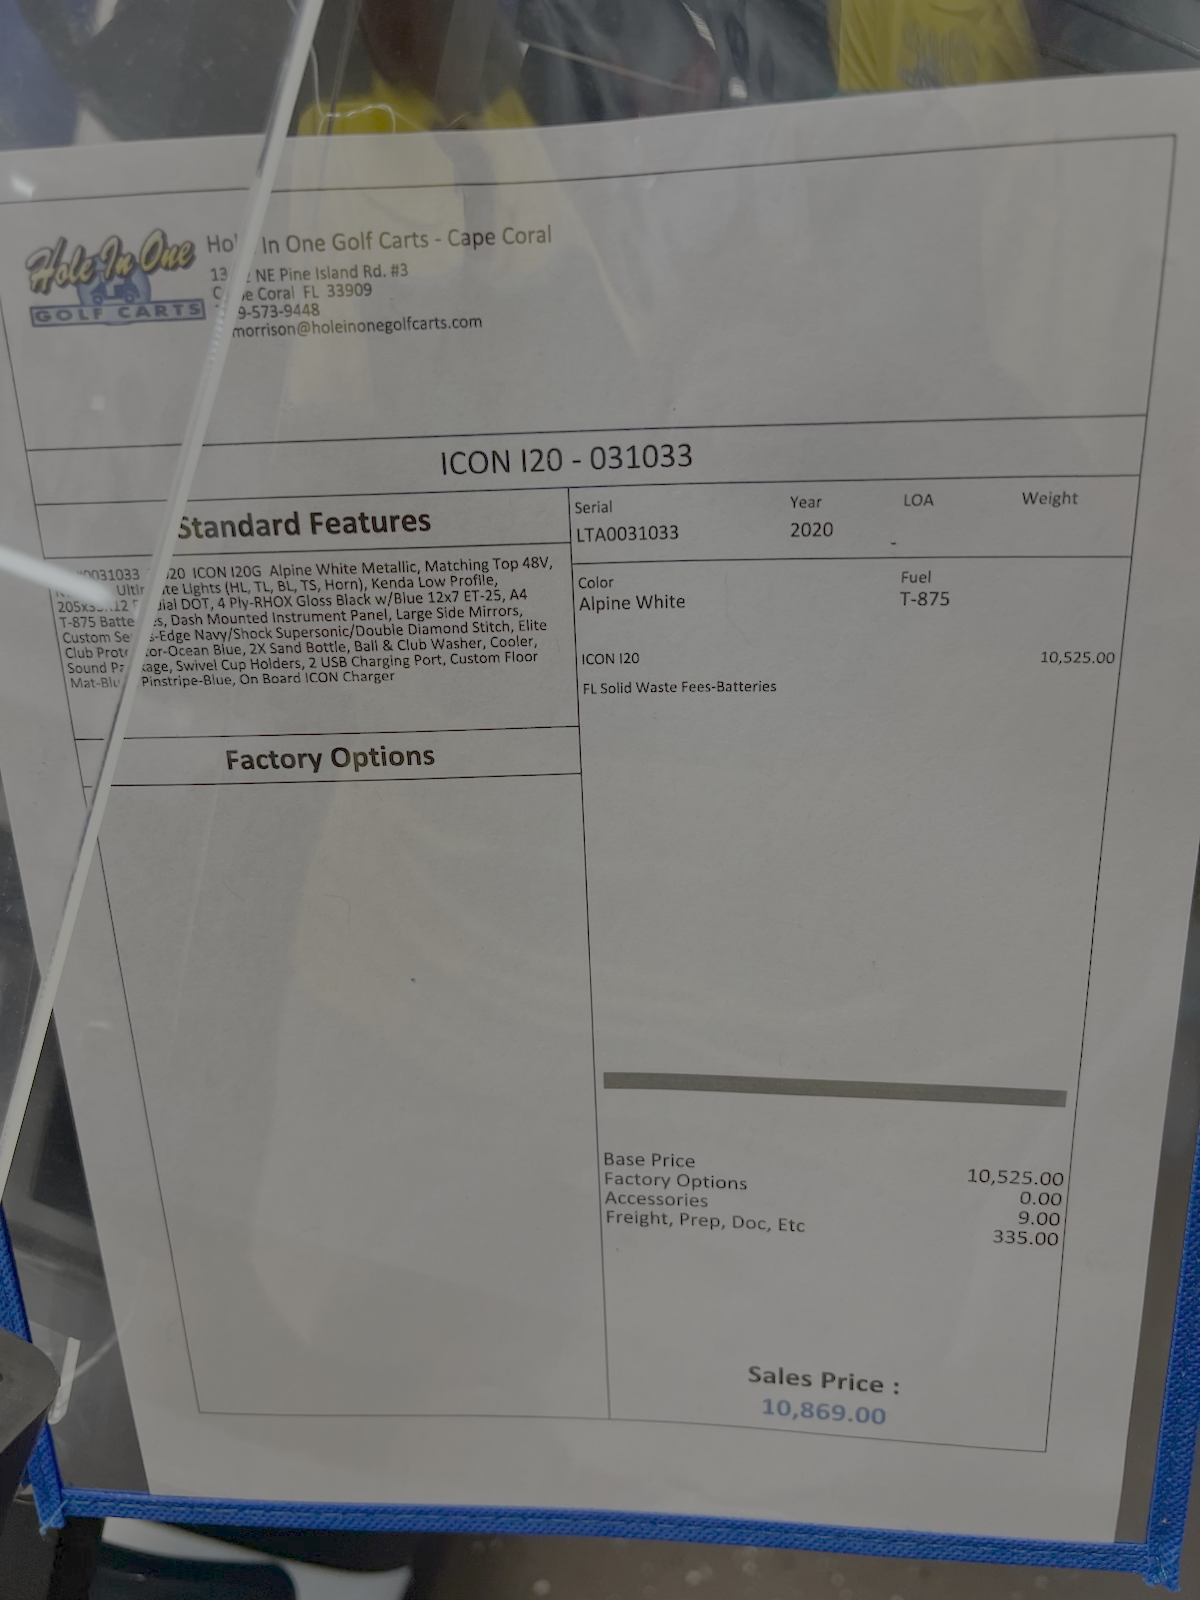 Hole In One
GOLF CARTS
In One Golf Carts - Cape Coral
NE Pine Island Rd. #3
Coral FL 33909
9-573-9448
morrison@holeinonegolfcarts.com
ICON I20 - 031033
Standard Features
0031033 ICON I20G Alpine White Metallic, Matching Top 48V,
Lights (HL, TL, BL, TS, Horn), Kenda Low Profile,
DOT, 4 Ply-RHOX Gloss Black w/Blue 12x7 ET-25, A4
T-875 Dash Mounted Instrument Panel, Large Side Mirrors,
Custom s-Edge Navy/Shock Supersonic/Double Diamond Stitch, Elite
Club or-Ocean Blue, 2X Sand Bottle, Ball & Club Washer, Cooler,
Sound Swivel Cup Holders, 2 USB Charging Port, Custom Floor
Pinstripe-Blue, On Board ICON Charger
Factory Options
Serial Year LOA Weight
LTA0031033 2020 -
Color Fuel
Alpine White T-875
ICON I20 10,525.00
FL Solid Waste Fees-Batteries
Base Price 10,525.00
Factory Options 0.00
Accessories 9.00
Freight, Prep, Doc, Etc 335.00
Sales Price :
10,869.00